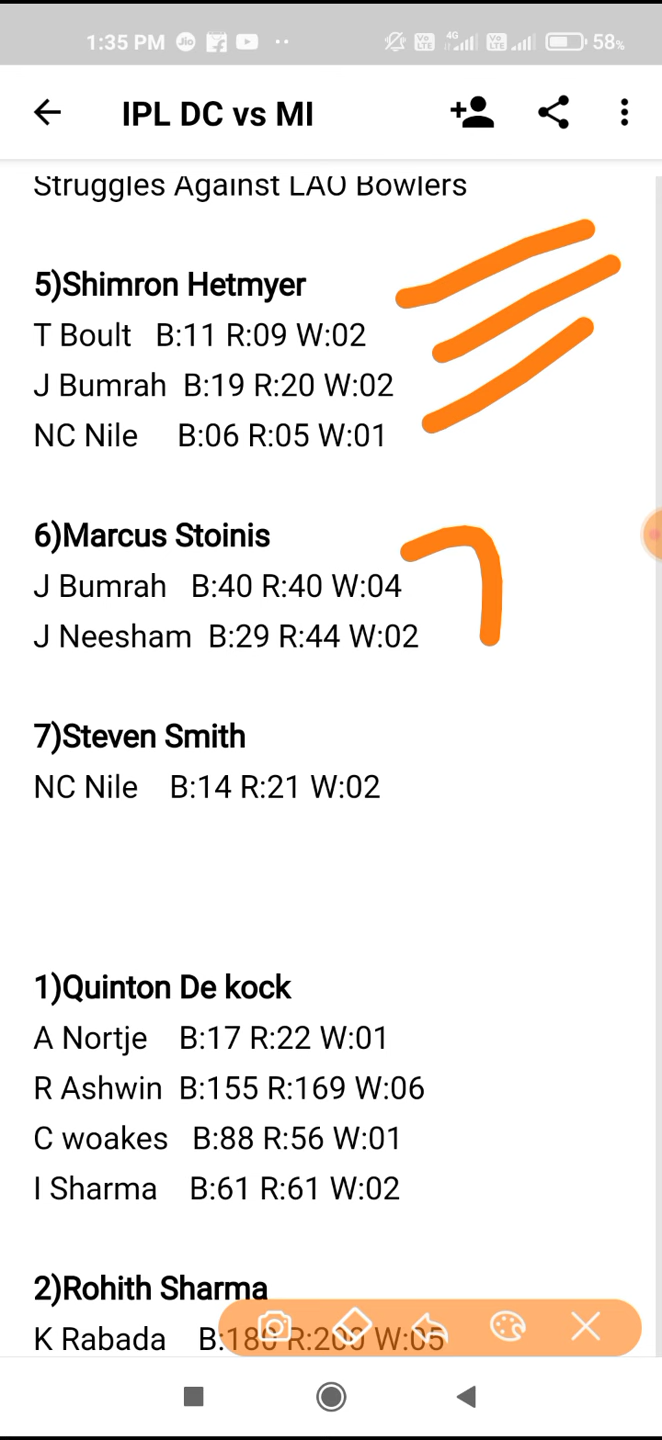 1:35 PM 4G 58%
IPL DC vs MI
Struggles Against LAO Bowlers
5)Shimron Hetmyer
T Boult B:11 R:09 W:02
J Bumrah B:19 R:20 W:02
NC Nile B:06 R:05 W:01
6)Marcus Stoinis
J Bumrah B:40 R:40 W:04
J Neesham B:29 R:44 W:02
7)Steven Smith
NC Nile B:14 R:21 W:02
1)Quinton De kock
A Nortje B:17 R:22 W:01
R Ashwin B:155 R:169 W:06
C woakes B:88 R:56 W:01
I Sharma B:61 R:61 W:02
2)Rohith Sharma
K Rabada W:05